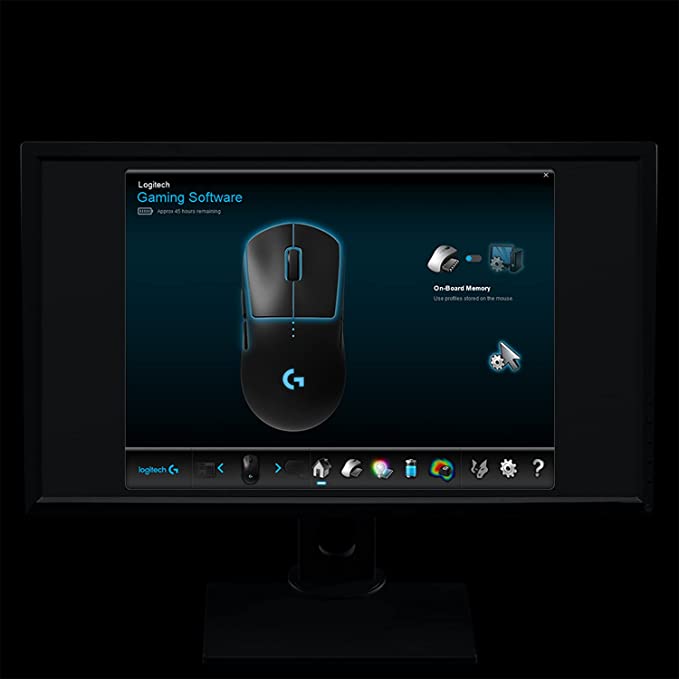 Logitech
Gaming Software
Approx 45 hours remaining
On-Board Memory
Use profiles stored on the mouse.
logitech G
?